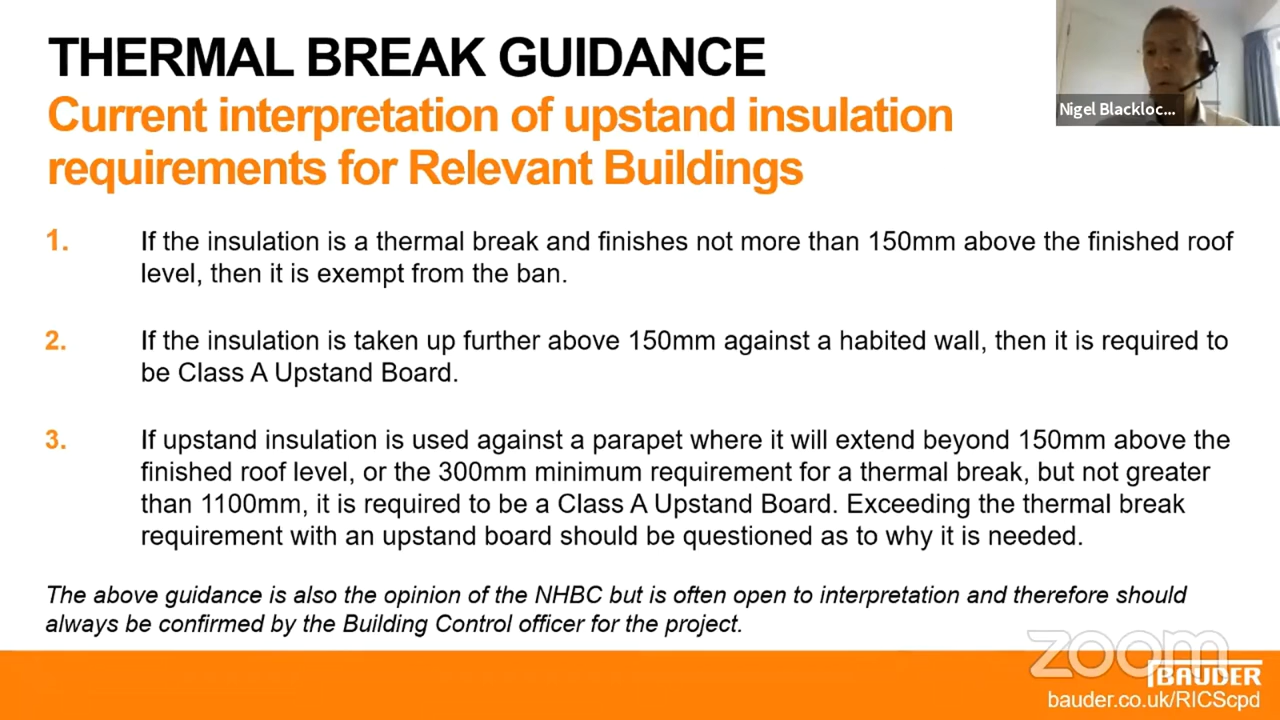 THERMAL BREAK GUIDANCE
Current interpretation of upstand insulation
requirements for Relevant Buildings
Nigel Blackloc...
1. If the insulation is a thermal break and finishes not more than 150mm above the finished roof
level, then it is exempt from the ban.
2. If the insulation is taken up further above 150mm against a habited wall, then it is required to
be Class A Upstand Board.
3. If upstand insulation is used against a parapet where it will extend beyond 150mm above the
finished roof level, or the 300mm minimum requirement for a thermal break, but not greater
than 1100mm, it is required to be a Class A Upstand Board. Exceeding the thermal break
requirement with an upstand board should be questioned as to why it is needed.
The above guidance is also the opinion of the NHBC but is often open to interpretation and therefore should
always be confirmed by the Building Control officer for the project.
zoom
BAUDER
bauder.co.uk/RICScpd